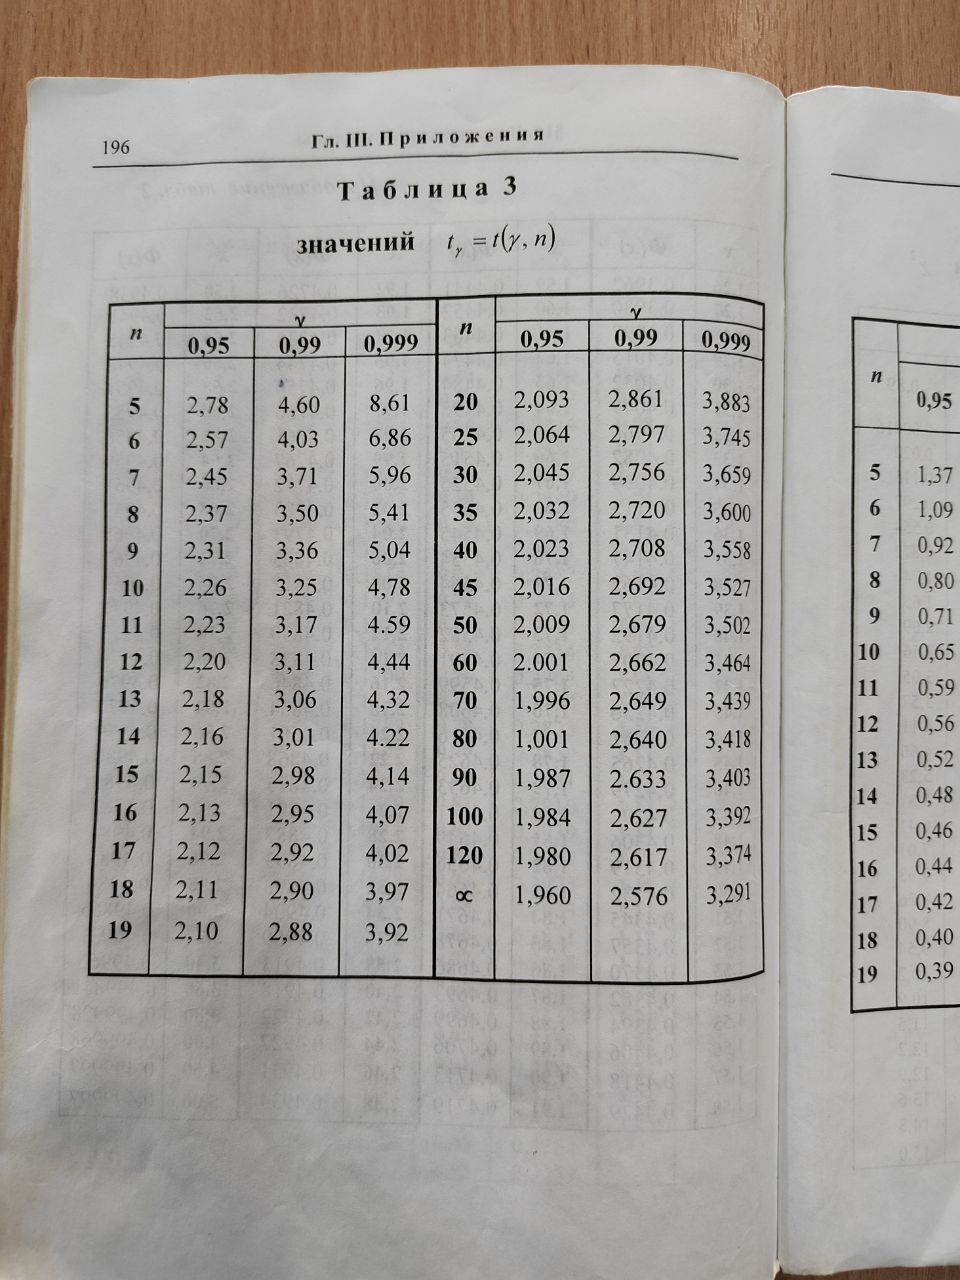 196 Гл. III. Приложения
Таблица 3
значений tγ = t(γ, n)
n γ n γ
0,95 0,99 0,999 0,95 0,99 0,999
5 2,78 4,60 8,61 20 2,093 2,861 3,883
6 2,57 4,03 6,86 25 2,064 2,797 3,745
7 2,45 3,71 5,96 30 2,045 2,756 3,659
8 2,37 3,50 5,41 35 2,032 2,720 3,600
9 2,31 3,36 5,04 40 2,023 2,708 3,558
10 2,26 3,25 4,78 45 2,016 2,692 3,527
11 2,23 3,17 4.59 50 2,009 2,679 3,502
12 2,20 3,11 4,44 60 2.001 2,662 3,464
13 2,18 3,06 4,32 70 1,996 2,649 3,439
14 2,16 3,01 4.22 80 1,001 2,640 3,418
15 2,15 2,98 4,14 90 1,987 2.633 3,403
16 2,13 2,95 4,07 100 1,984 2,627 3,392
17 2,12 2,92 4,02 120 1,980 2,617 3,374
18 2,11 2,90 3,97 ∝ 1,960 2,576 3,291
19 2,10 2,88 3,92
n
0,95
5 1,37
6 1,09
7 0,92
8 0,80
9 0,71
10 0,65
11 0,59
12 0,56
13 0,52
14 0,48
15 0,46
16 0,44
17 0,42
18 0,40
19 0,39